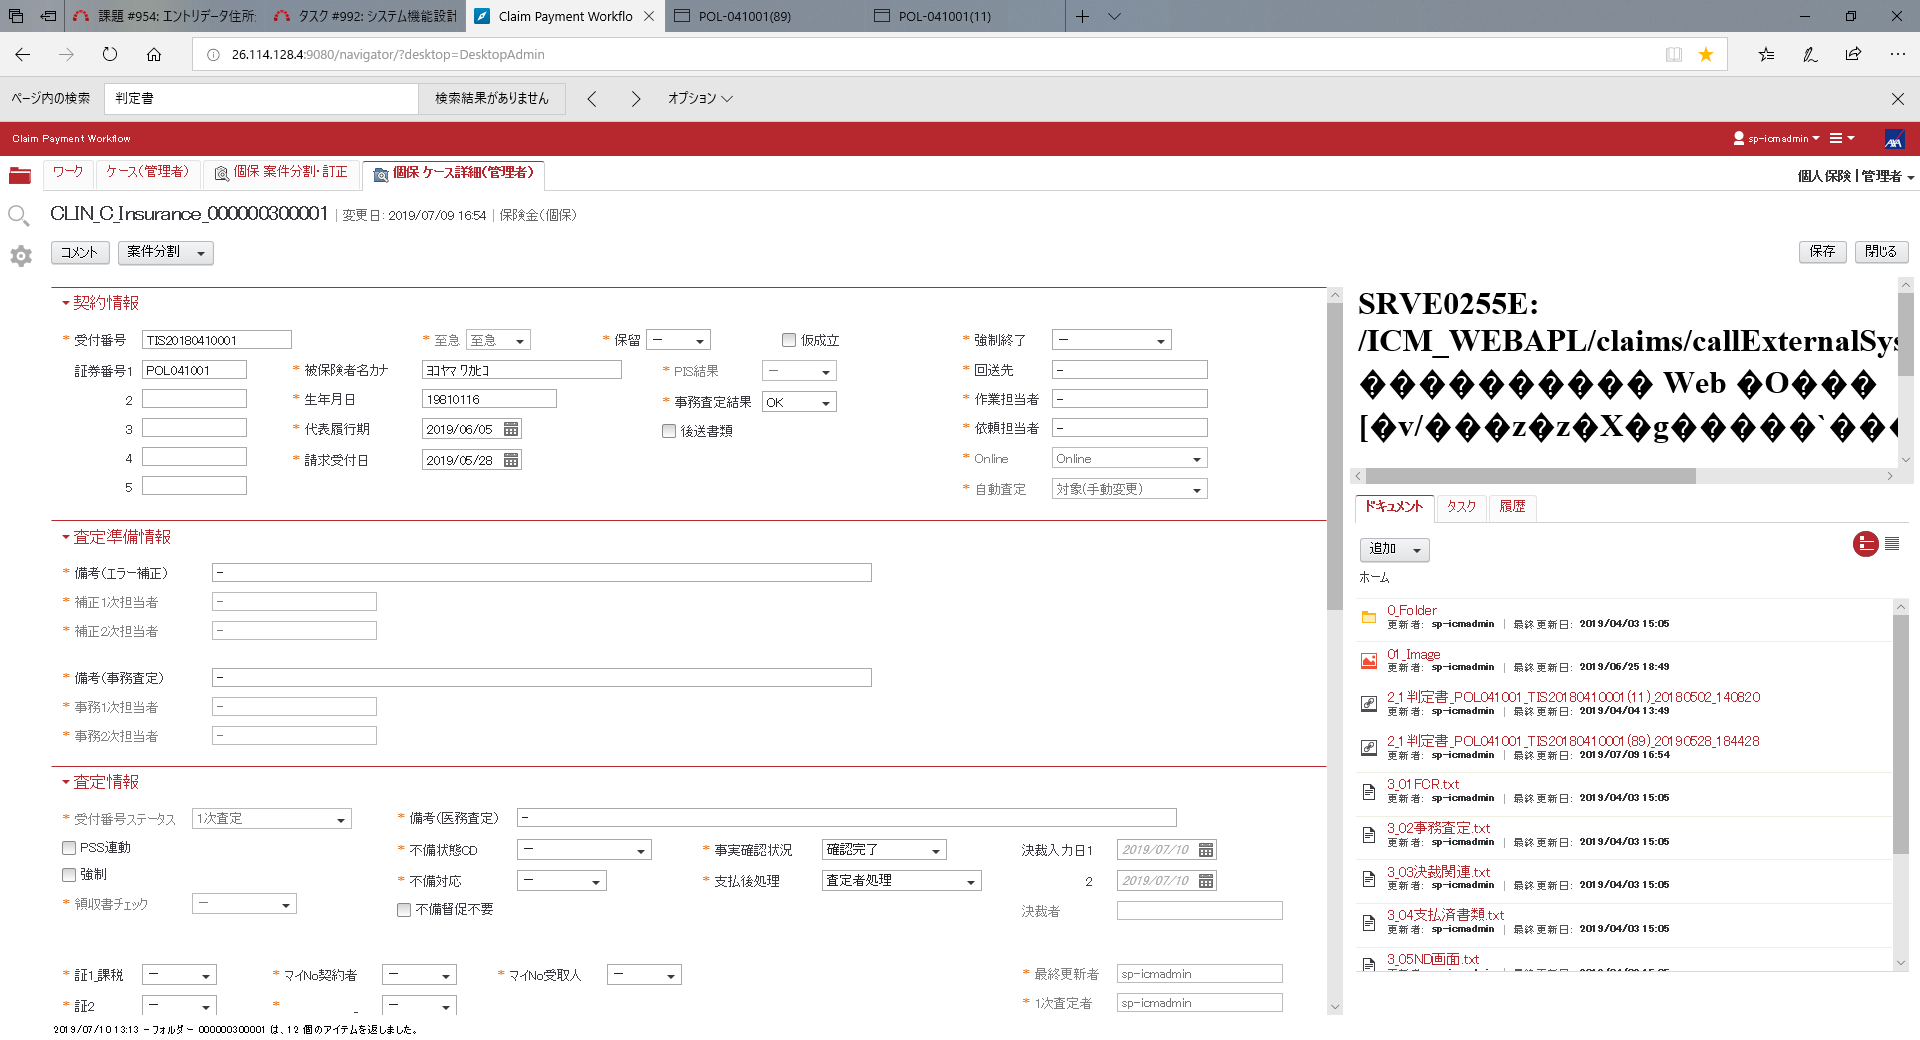 課題 #954: エントリデータ住所
タスク #992: システム機能設計
Claim Payment Workflo
POL-041001(89)
POL-041001(11)
26.114.128.4:9080/navigator/?desktop=DesktopAdmin
ページ内の検索
判定書
検索結果がありません
オプション
Claim Payment Workflow
sp-icmadmin
AXA
ワーク
ケース(管理者)
個保 案件分割・訂正
個保 ケース詳細(管理者)
個人保険 | 管理者
CLIN_C_Insurance_000000300001 | 変更日: 2019/07/09 16:54 | 保険金(個保)
コメント
案件分割
保存
閉じる
契約情報
* 受付番号 TIS20180410001
* 至急 至急
* 保留 ー
仮成立
* 強制終了 ー
証券番号1 POL041001
* 被保険者名カナ ヨコヤマ ワカヒコ
* PIS結果 ー
* 回送先 -
2
* 生年月日 19810116
* 事務査定結果 OK
* 作業担当者 -
3
* 代表履行期 2019/06/05
後送書類
* 依頼担当者 -
4
* 請求受付日 2019/05/28
* Online Online
5
* 自動査定 対象(手動変更)
査定準備情報
* 備考(エラー補正) -
* 補正1次担当者 -
* 補正2次担当者 -
* 備考(事務査定) -
* 事務1次担当者 -
* 事務2次担当者 -
査定情報
* 受付番号ステータス 1次査定
* 備考(医務査定) -
PSS連動
* 不備状態CD ー
* 事実確認状況 確認完了
決裁入力日1 2019/07/10
強制
* 不備対応 ー
* 支払後処理 査定者処理
2 2019/07/10
* 領収書チェック ー
不備督促不要
決裁者
* 証1_課税 ー
* マイNo契約者 ー
* マイNo受取人 ー
* 最終更新者 sp-icmadmin
* 証2 ー
* ー
* 1次査定者 sp-icmadmin
2019/07/10 13:13 - フォルダー 000000300001 は、12 個のアイテムを返しました。
SRVE0255E:
/ICM_WEBAPL/claims/callExternalSys
������������ Web �O���
[�v/���z�z�X�g�����`���
ドキュメント
タスク
履歴
追加
ホーム
0_Folder
更新者: sp-icmadmin | 最終更新日: 2019/04/03 15:05
01_Image
更新者: sp-icmadmin | 最終更新日: 2019/06/25 18:49
2_1 判定書_POL041001_TIS20180410001(11)_20180502_140820
更新者: sp-icmadmin | 最終更新日: 2019/04/04 13:49
2_1 判定書_POL041001_TIS20180410001(89)_20190528_184428
更新者: sp-icmadmin | 最終更新日: 2019/07/09 16:54
3_01FCR.txt
更新者: sp-icmadmin | 最終更新日: 2019/04/03 15:05
3_02事務査定.txt
更新者: sp-icmadmin | 最終更新日: 2019/04/03 15:05
3_03決裁関連.txt
更新者: sp-icmadmin | 最終更新日: 2019/04/03 15:05
3_04支払済書類.txt
更新者: sp-icmadmin | 最終更新日: 2019/04/03 15:05
3_05ND画面.txt